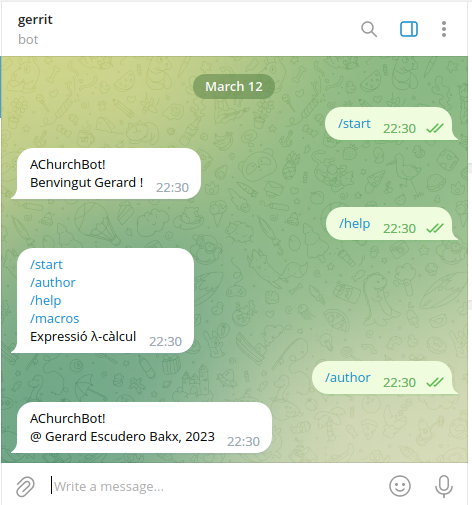 gerrit
bot
March 12
/start 22:30
AChurchBot!
Benvingut Gerard ! 22:30
/help 22:30
/start
/author
/help
/macros
Expressió λ-càlcul 22:30
/author 22:30
AChurchBot!
@ Gerard Escudero Bakx, 2023 22:30
Write a message...